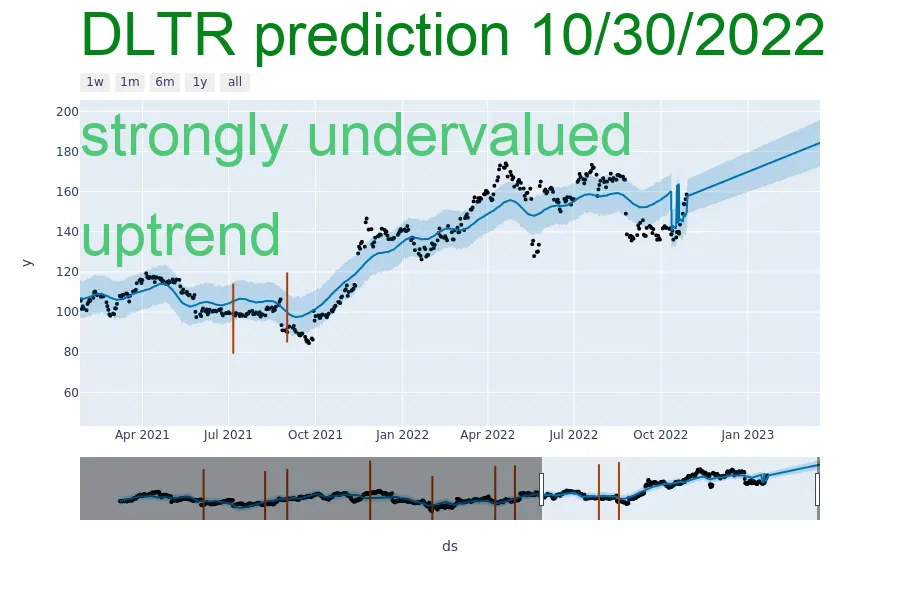 DLTR prediction 10/30/2022
1w 1m 6m 1y all
200
strongly undervalued
180
160
140
uptrend
120
y
100
80
60
Apr 2021 Jul 2021 Oct 2021 Jan 2022 Apr 2022 Jul 2022 Oct 2022 Jan 2023
ds